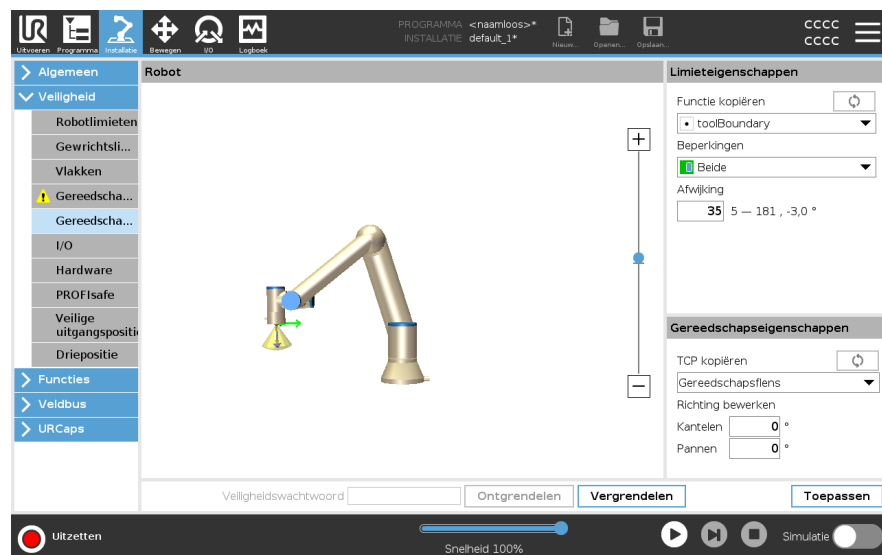 PROGRAMMA <naamloos>*
INSTALLATIE default_1*
CCCC
CCCC
Uitvoeren Programma Installatie Bewegen I/O Logboek Nieuw... Openen... Opslaan...
Algemeen
Veiligheid
Robotlimieten
Gewrichtsli...
Vlakken
Gereedscha...
Gereedscha...
I/O
Hardware
PROFIsafe
Veilige
uitgangspositi
Driepositie
Functies
Veldbus
URCaps
Robot
Limieteigenschappen
Functie kopiëren
toolBoundary
Beperkingen
Beide
Afwijking
35 5 — 181 , -3,0 °
Gereedschapseigenschappen
TCP kopiëren
Gereedschapsflens
Richting bewerken
Kantelen 0 °
Pannen 0 °
Veiligheidswachtwoord Ontgrendelen Vergrendelen Toepassen
Uitzetten
Snelheid 100%
Simulatie